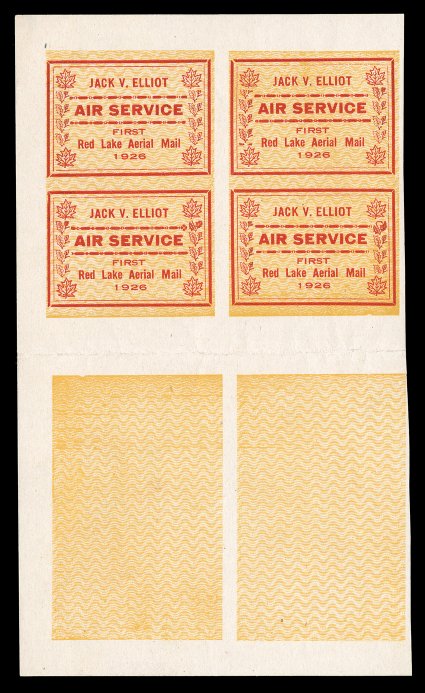 JACK V. ELLIOT
AIR SERVICE
FIRST
Red Lake Aerial Mail
1926
JACK V. ELLIOT
AIR SERVICE
FIRST
Red Lake Aerial Mail
1926
JACK V. ELLIOT
AIR SERVICE
FIRST
Red Lake Aerial Mail
1926
JACK V. ELLIOT
AIR SERVICE
FIRST
Red Lake Aerial Mail
1926